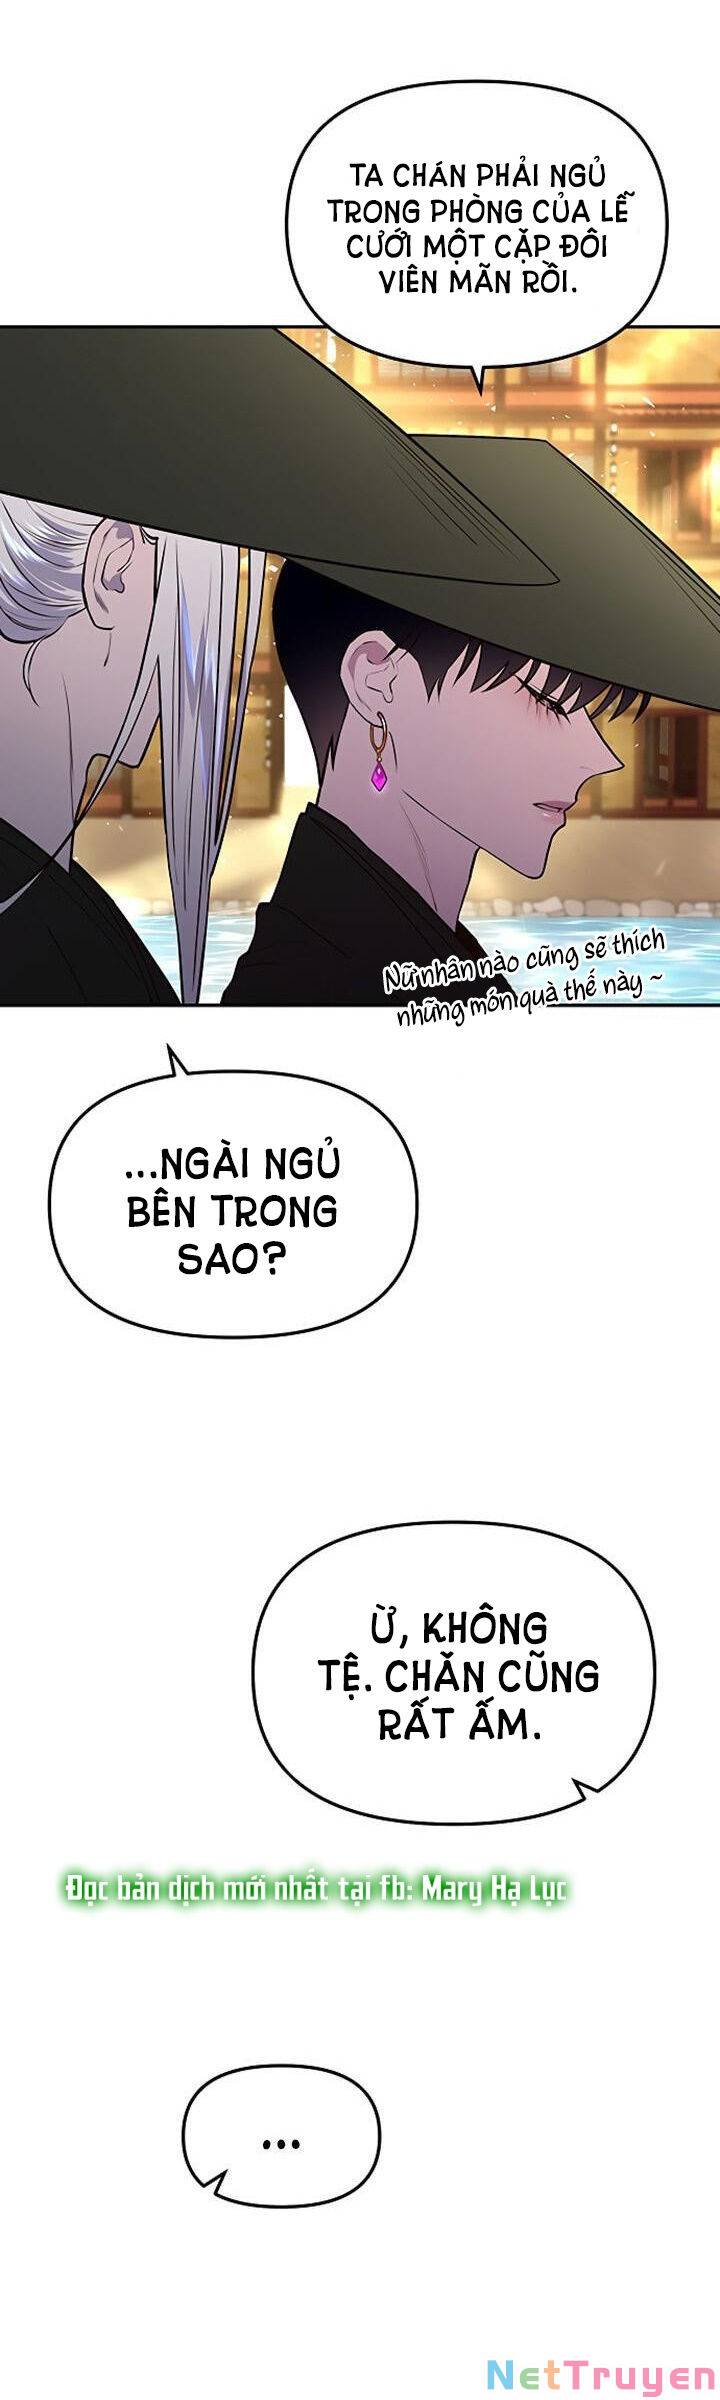 TA CHÁN PHẢI NGỦ
TRONG PHÒNG CỦA LỄ
CƯỚI MỘT CẶP ĐÔI
VIÊN MÃN RỒI.
Nữ nhân nào cũng sẽ thích
những món quà thế này ~
...NGÀI NGỦ
BÊN TRONG
SAO?
Ừ, KHÔNG
TỆ. CHĂN CŨNG
RẤT ẤM.
Đọc bản dịch mới nhất tại fb: Mary Hạ Lục
...
NetTruyen